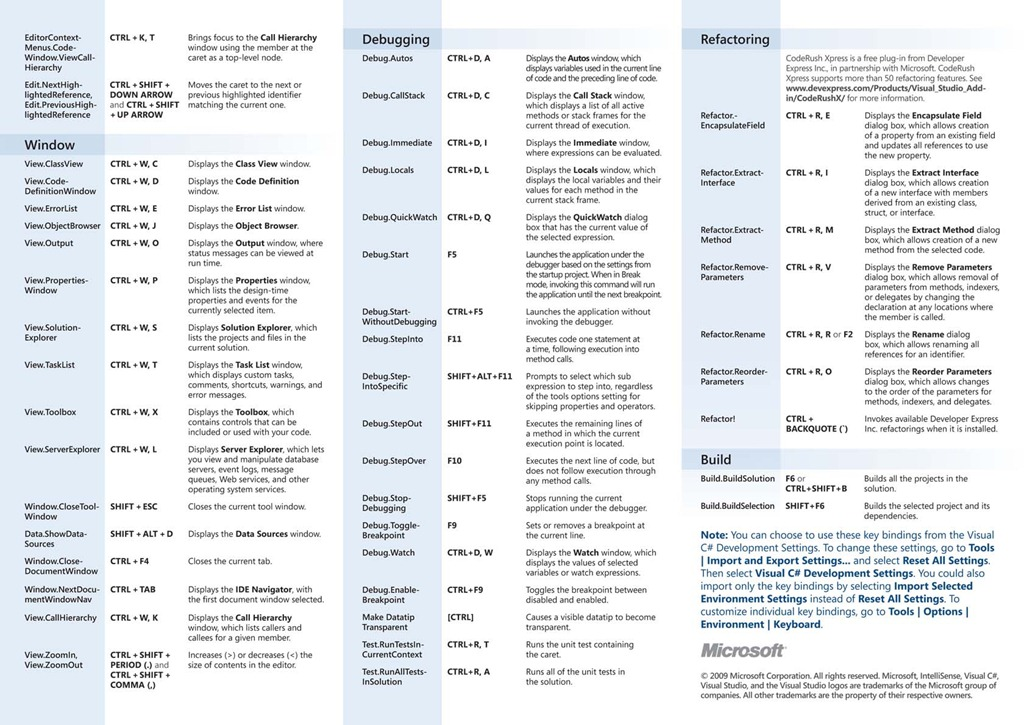 EditorContext-
Menus.Code-
Window.ViewCall-
Hierarchy
CTRL + K, T
Brings focus to the Call Hierarchy
window using the member at the
caret as a top-level node.
Edit.NextHigh-
lightedReference,
Edit.PreviousHigh-
lightedReference
CTRL + SHIFT +
DOWN ARROW
and CTRL + SHIFT
+ UP ARROW
Moves the caret to the next or
previous highlighted identifier
matching the current one.
Window
View.ClassView
CTRL + W, C
Displays the Class View window.
View.Code-
DefinitionWindow
CTRL + W, D
Displays the Code Definition
window.
View.ErrorList
CTRL + W, E
Displays the Error List window.
View.ObjectBrowser
CTRL + W, J
Displays the Object Browser.
View.Output
CTRL + W, O
Displays the Output window, where
status messages can be viewed at
run time.
View.Properties-
Window
CTRL + W, P
Displays the Properties window,
which lists the design-time
properties and events for the
currently selected item.
View.Solution-
Explorer
CTRL + W, S
Displays Solution Explorer, which
lists the projects and files in the
current solution.
View.TaskList
CTRL + W, T
Displays the Task List window,
which displays custom tasks,
comments, shortcuts, warnings, and
error messages.
View.Toolbox
CTRL + W, X
Displays the Toolbox, which
contains controls that can be
included or used with your code.
View.ServerExplorer
CTRL + W, L
Displays Server Explorer, which lets
you view and manipulate database
servers, event logs, message
queues, Web services, and other
operating system services.
Window.CloseTool-
Window
SHIFT + ESC
Closes the current tool window.
Data.ShowData-
Sources
SHIFT + ALT + D
Displays the Data Sources window.
Window.Close-
DocumentWindow
CTRL + F4
Closes the current tab.
Window.NextDocu-
mentWindowNav
CTRL + TAB
Displays the IDE Navigator, with
the first document window selected.
View.CallHierarchy
CTRL + W, K
Displays the Call Hierarchy
window, which lists callers and
callees for a given member.
View.ZoomIn,
View.ZoomOut
CTRL + SHIFT +
PERIOD (.) and
CTRL + SHIFT +
COMMA (,)
Increases (>) or decreases (<) the
size of contents in the editor.
Debugging
Debug.Autos
CTRL+D, A
Displays the Autos window, which
displays variables used in the current line
of code and the preceding line of code.
Debug.CallStack
CTRL+D, C
Displays the Call Stack window,
which displays a list of all active
methods or stack frames for the
current thread of execution.
Debug.Immediate
CTRL+D, I
Displays the Immediate window,
where expressions can be evaluated.
Debug.Locals
CTRL+D, L
Displays the Locals window, which
displays the local variables and their
values for each method in the
current stack frame.
Debug.QuickWatch
CTRL+D, Q
Displays the QuickWatch dialog
box that has the current value of
the selected expression.
Debug.Start
F5
Launches the application under the
debugger based on the settings from
the startup project. When in Break
mode, invoking this command will run
the application until the next breakpoint.
Debug.Start-
WithoutDebugging
CTRL+F5
Launches the application without
invoking the debugger.
Debug.StepInto
F11
Executes code one statement at
a time, following execution into
method calls.
Debug.Step-
IntoSpecific
SHIFT+ALT+F11
Prompts to select which sub
expression to step into, regardless
of the tools options setting for
skipping properties and operators.
Debug.StepOut
SHIFT+F11
Executes the remaining lines of
a method in which the current
execution point is located.
Debug.StepOver
F10
Executes the next line of code, but
does not follow execution through
any method calls.
Debug.Stop-
Debugging
SHIFT+F5
Stops running the current
application under the debugger.
Debug.Toggle-
Breakpoint
F9
Sets or removes a breakpoint at
the current line.
Debug.Watch
CTRL+D, W
Displays the Watch window, which
displays the values of selected
variables or watch expressions.
Debug.Enable-
Breakpoint
CTRL+F9
Toggles the breakpoint between
disabled and enabled.
Make Datatip
Transparent
[CTRL]
Causes a visible datatip to become
transparent.
Test.RunTestsIn-
CurrentContext
CTRL+R, T
Runs the unit test containing
the caret.
Test.RunAllTests-
InSolution
CTRL+R, A
Runs all of the unit tests in
the solution.
Refactoring
CodeRush Xpress is a free plug-in from Developer
Express Inc., in partnership with Microsoft. CodeRush
Xpress supports more than 50 refactoring features. See
www.devexpress.com/Products/Visual_Studio_Add-
in/CodeRushX/ for more information.
Refactor.-
EncapsulateField
CTRL + R, E
Displays the Encapsulate Field
dialog box, which allows creation
of a property from an existing field
and updates all references to use
the new property.
Refactor.Extract-
Interface
CTRL + R, I
Displays the Extract Interface
dialog box, which allows creation
of a new interface with members
derived from an existing class,
struct, or interface.
Refactor.Extract-
Method
CTRL + R, M
Displays the Extract Method dialog
box, which allows creation of a new
method from the selected code.
Refactor.Remove-
Parameters
CTRL + R, V
Displays the Remove Parameters
dialog box, which allows removal of
parameters from methods, indexers,
or delegates by changing the
declaration at any locations where
the member is called.
Refactor.Rename
CTRL + R, R or F2
Displays the Rename dialog
box, which allows renaming all
references for an identifier.
Refactor.Reorder-
Parameters
CTRL + R, O
Displays the Reorder Parameters
dialog box, which allows changes
to the order of the parameters for
methods, indexers, and delegates.
Refactor!
CTRL +
BACKQUOTE (`)
Invokes available Developer Express
Inc. refactorings when it is installed.
Build
Build.BuildSolution
F6 or
CTRL+SHIFT+B
Builds all the projects in the
solution.
Build.BuildSelection
SHIFT+F6
Builds the selected project and its
dependencies.
Note: You can choose to use these key bindings from the Visual
C# Development Settings. To change these settings, go to Tools
| Import and Export Settings... and select Reset All Settings.
Then select Visual C# Development Settings. You could also
import only the key bindings by selecting Import Selected
Environment Settings instead of Reset All Settings. To
customize individual key bindings, go to Tools | Options |
Environment | Keyboard.
Microsoft
© 2009 Microsoft Corporation. All rights reserved. Microsoft, IntelliSense, Visual C#,
Visual Studio, and the Visual Studio logos are trademarks of the Microsoft group of
companies. All other trademarks are the property of their respective owners.